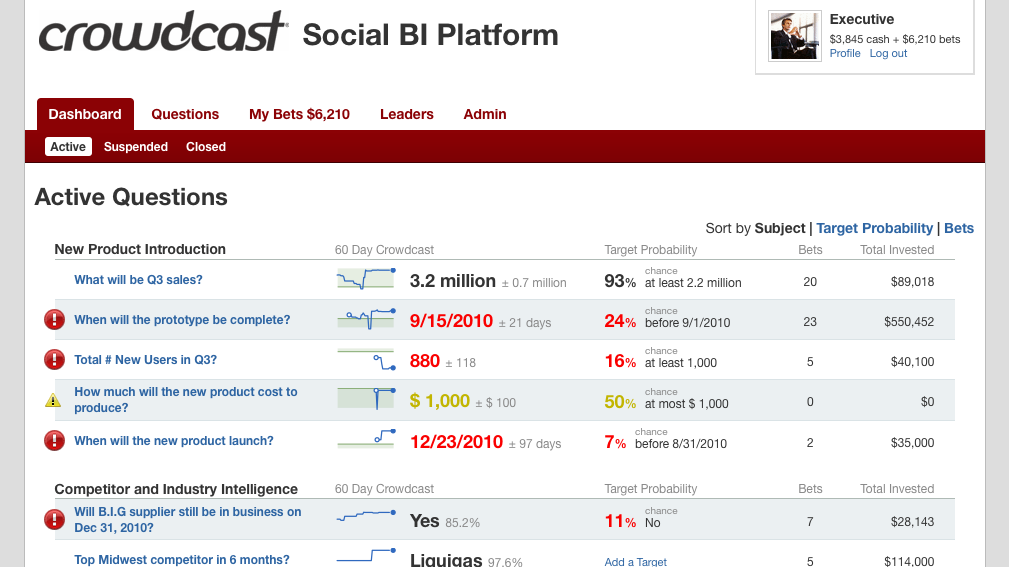 crowdcast Social BI Platform
Executive
$3,845 cash + $6,210 bets
Profile Log out
Dashboard Questions My Bets $6,210 Leaders Admin
Active Suspended Closed
Active Questions
Sort by Subject | Target Probability | Bets
New Product Introduction 60 Day Crowdcast Target Probability Bets Total Invested
What will be Q3 sales? 3.2 million ± 0.7 million 93% chance at least 2.2 million 20 $89,018
When will the prototype be complete? 9/15/2010 ± 21 days 24% chance before 9/1/2010 23 $550,452
Total # New Users in Q3? 880 ± 118 16% chance at least 1,000 5 $40,100
How much will the new product cost to
produce? $ 1,000 ± $ 100 50% chance at most $ 1,000 0 $0
When will the new product launch? 12/23/2010 ± 97 days 7% chance before 8/31/2010 2 $35,000
Competitor and Industry Intelligence 60 Day Crowdcast Target Probability Bets Total Invested
Will B.I.G supplier still be in business on
Dec 31, 2010? Yes 85.2% 11% chance No 7 $28,143
Top Midwest competitor in 6 months? Liquigas 97.6% Add a Target 5 $114,000